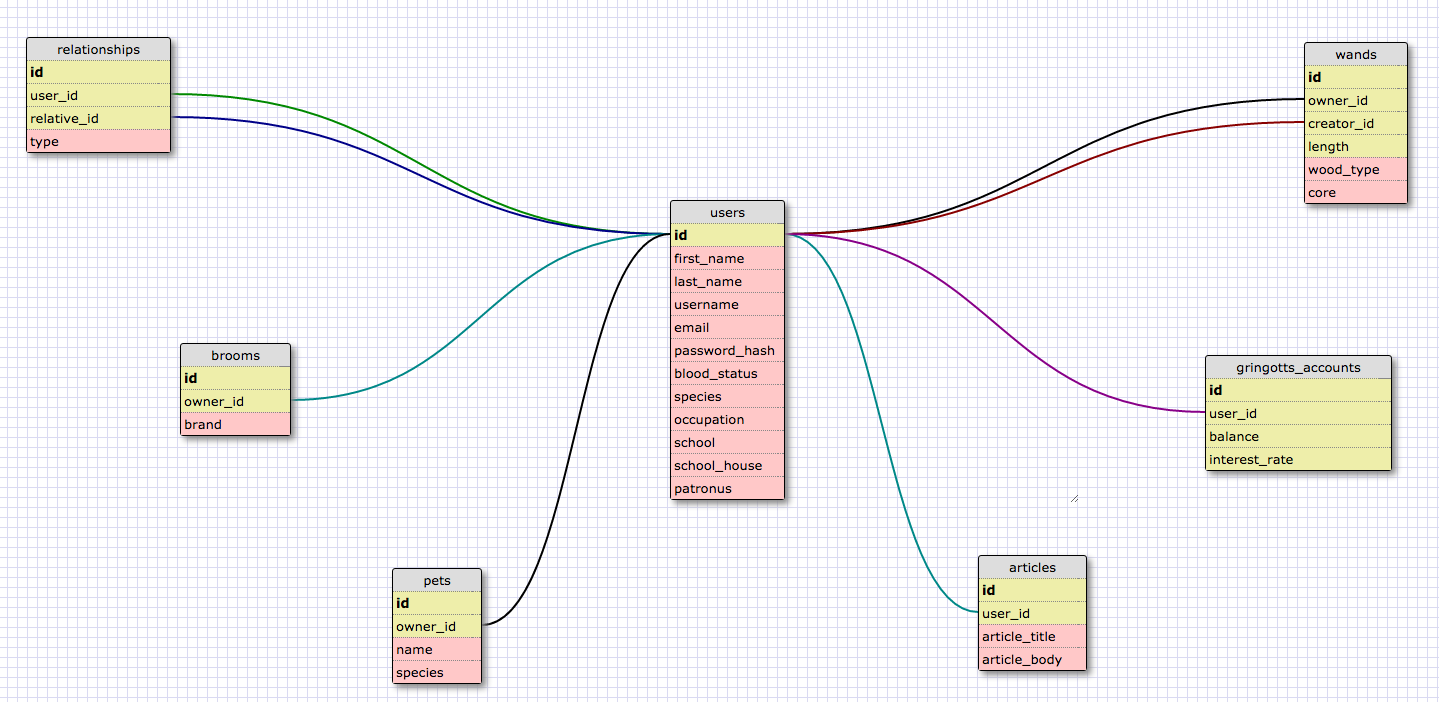 relationships
id
user_id
relative_id
type
wands
id
owner_id
creator_id
length
wood_type
core
users
id
first_name
last_name
username
email
password_hash
blood_status
species
occupation
school
school_house
patronus
brooms
id
owner_id
brand
gringotts_accounts
id
user_id
balance
interest_rate
pets
id
owner_id
name
species
articles
id
user_id
article_title
article_body